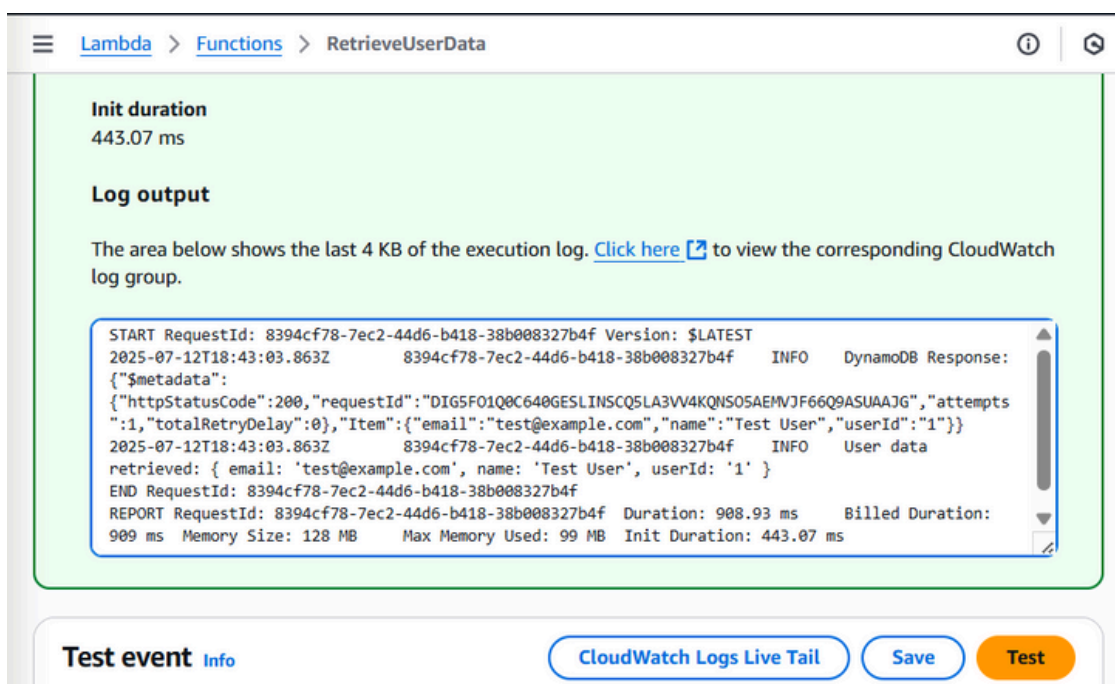 Lambda > Functions > RetrieveUserData
Init duration
443.07 ms
Log output
The area below shows the last 4 KB of the execution log. Click here to view the corresponding CloudWatch
log group.
START RequestId: 8394cf78-7ec2-44d6-b418-38b008327b4f Version: $LATEST
2025-07-12T18:43:03.863Z 8394cf78-7ec2-44d6-b418-38b008327b4f INFO DynamoDB Response:
{"$metadata":
{"httpStatusCode":200,"requestId":"DIG5FO1Q0C640GESLINSCQ5LA3VV4KQNSO5AEMVJF66Q9ASUAAJG","attempts
":1,"totalRetryDelay":0},"Item":{"email":"test@example.com","name":"Test User","userId":"1"}}
2025-07-12T18:43:03.863Z 8394cf78-7ec2-44d6-b418-38b008327b4f INFO User data
retrieved: { email: 'test@example.com', name: 'Test User', userId: '1' }
END RequestId: 8394cf78-7ec2-44d6-b418-38b008327b4f
REPORT RequestId: 8394cf78-7ec2-44d6-b418-38b008327b4f Duration: 908.93 ms Billed Duration:
909 ms Memory Size: 128 MB Max Memory Used: 99 MB Init Duration: 443.07 ms
Test event Info CloudWatch Logs Live Tail Save Test